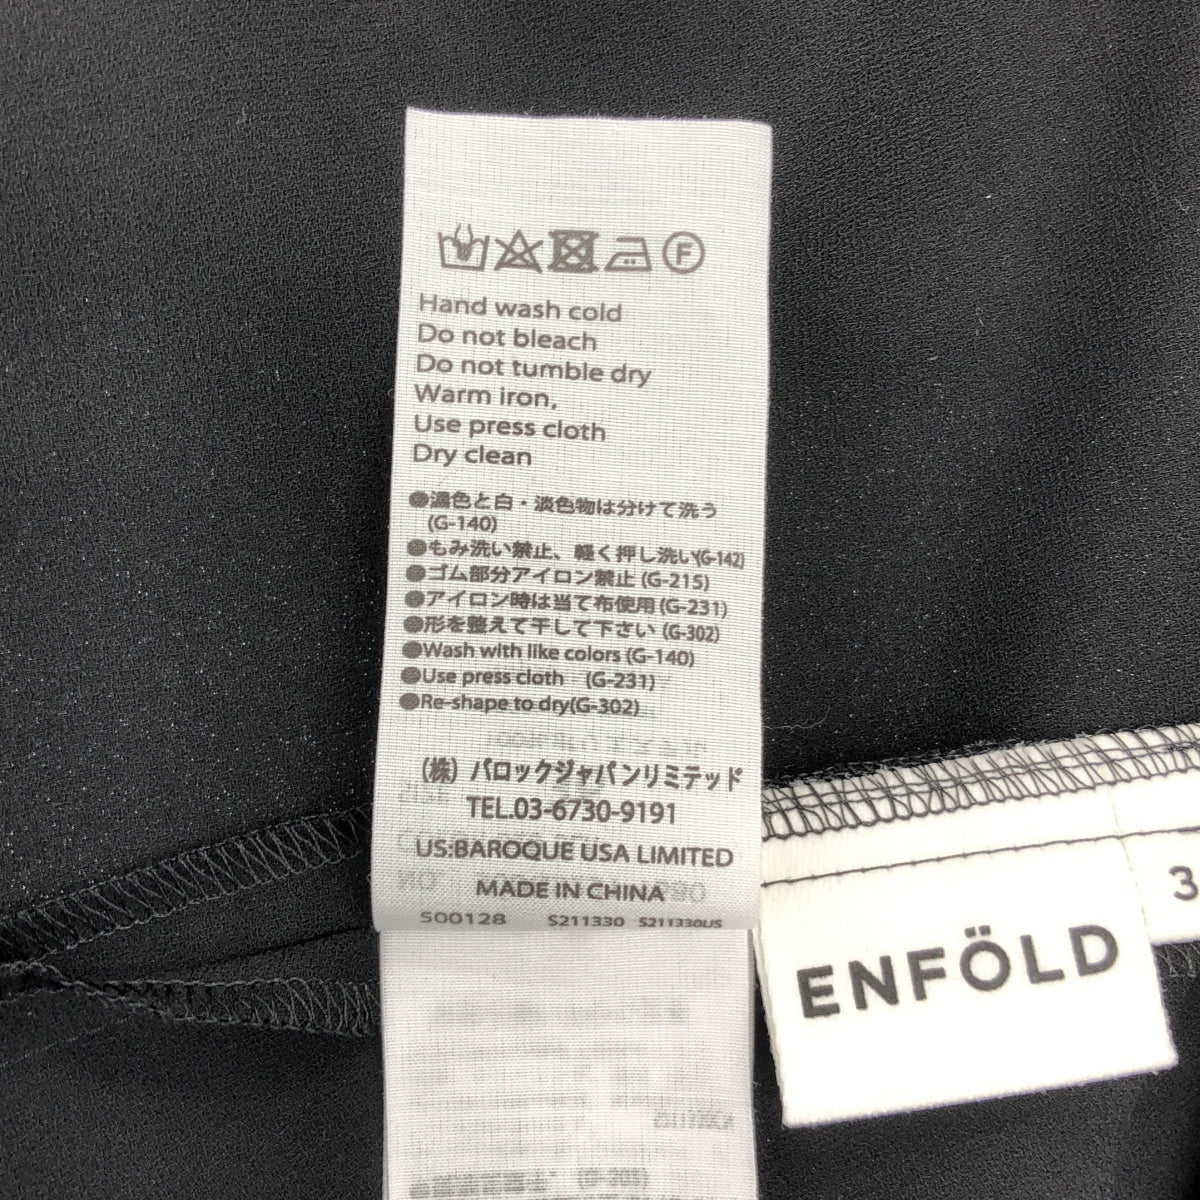 F
Hand wash cold
Do not bleach
Do not tumble dry
Warm iron,
Use press cloth
Dry clean
●濃色と白・淡色物は分けて洗う
(G-140)
●もみ洗い禁止、軽く押し洗い(G-142)
●ゴム部分アイロン禁止 (G-215)
●アイロン時は当て布使用 (G-231)
●形を整えて干して下さい (G-302)
●Wash with like colors (G-140)
●Use press cloth (G-231)
●Re-shape to dry(G-302)
(株) バロックジャパンリミテッド
TEL.03-6730-9191
US:BAROQUE USA LIMITED
MADE IN CHINA
500128 S211330 S211330US
ENFÖLD
3